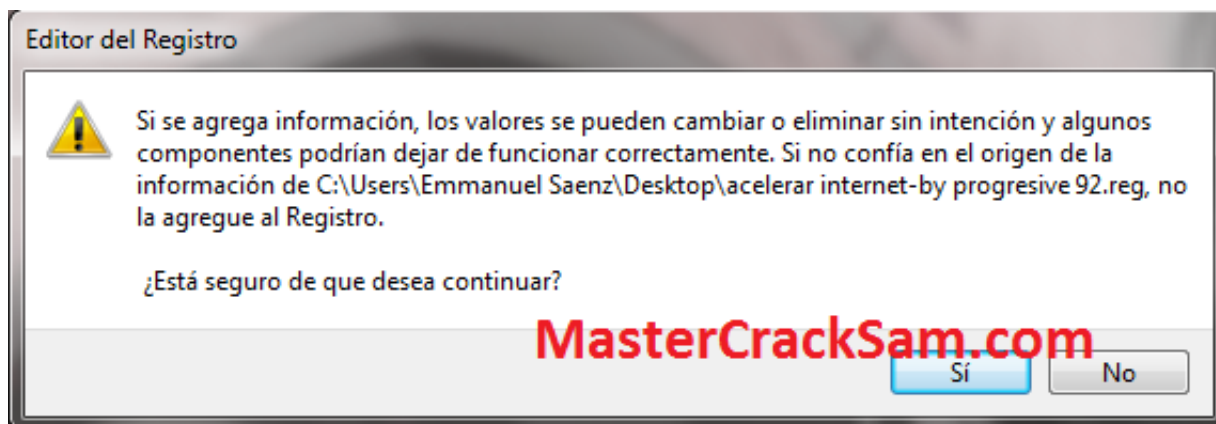 Editor del Registro
Si se agrega información, los valores se pueden cambiar o eliminar sin intención y algunos
componentes podrían dejar de funcionar correctamente. Si no confía en el origen de la
información de C:\Users\Emmanuel Saenz\Desktop\acelerar internet-by progresive 92.reg, no
la agregue al Registro.
¿Está seguro de que desea continuar?
MasterCrackSam.com
Sí No